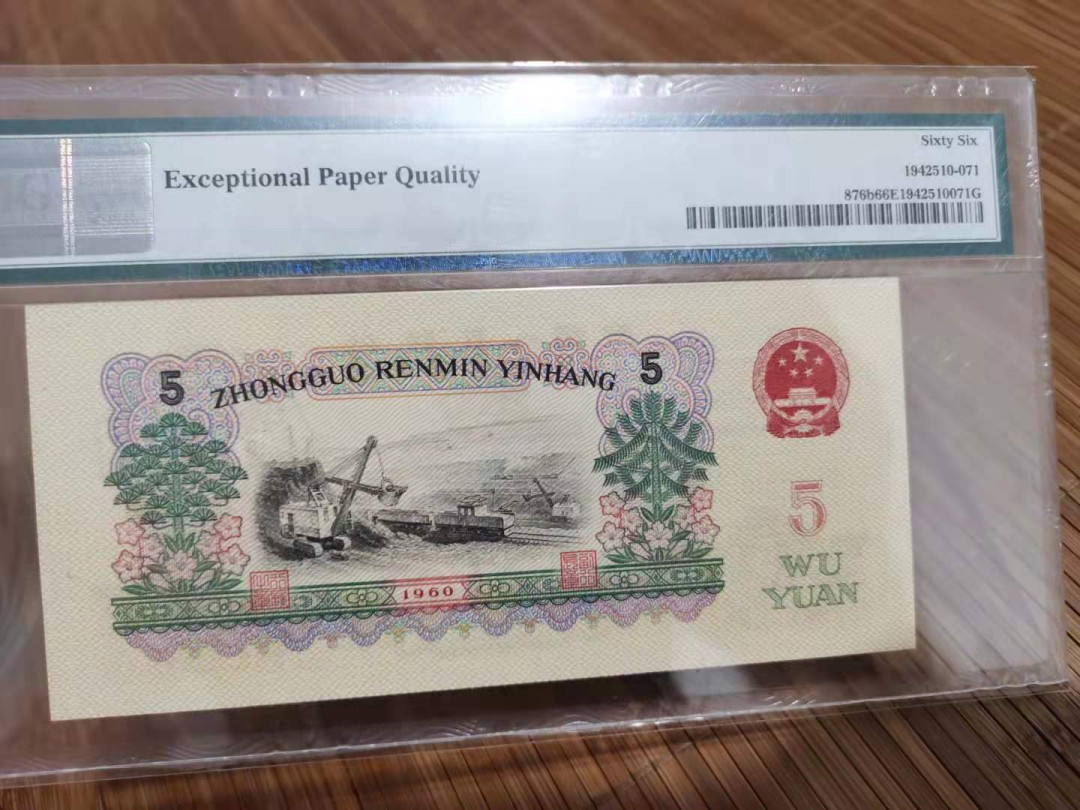 Sixty Six
Exceptional Paper Quality
1942510-071
876b66E1942510071G
5 ZHONGGUO RENMIN YINHANG 5
5
WU
YUAN
1960